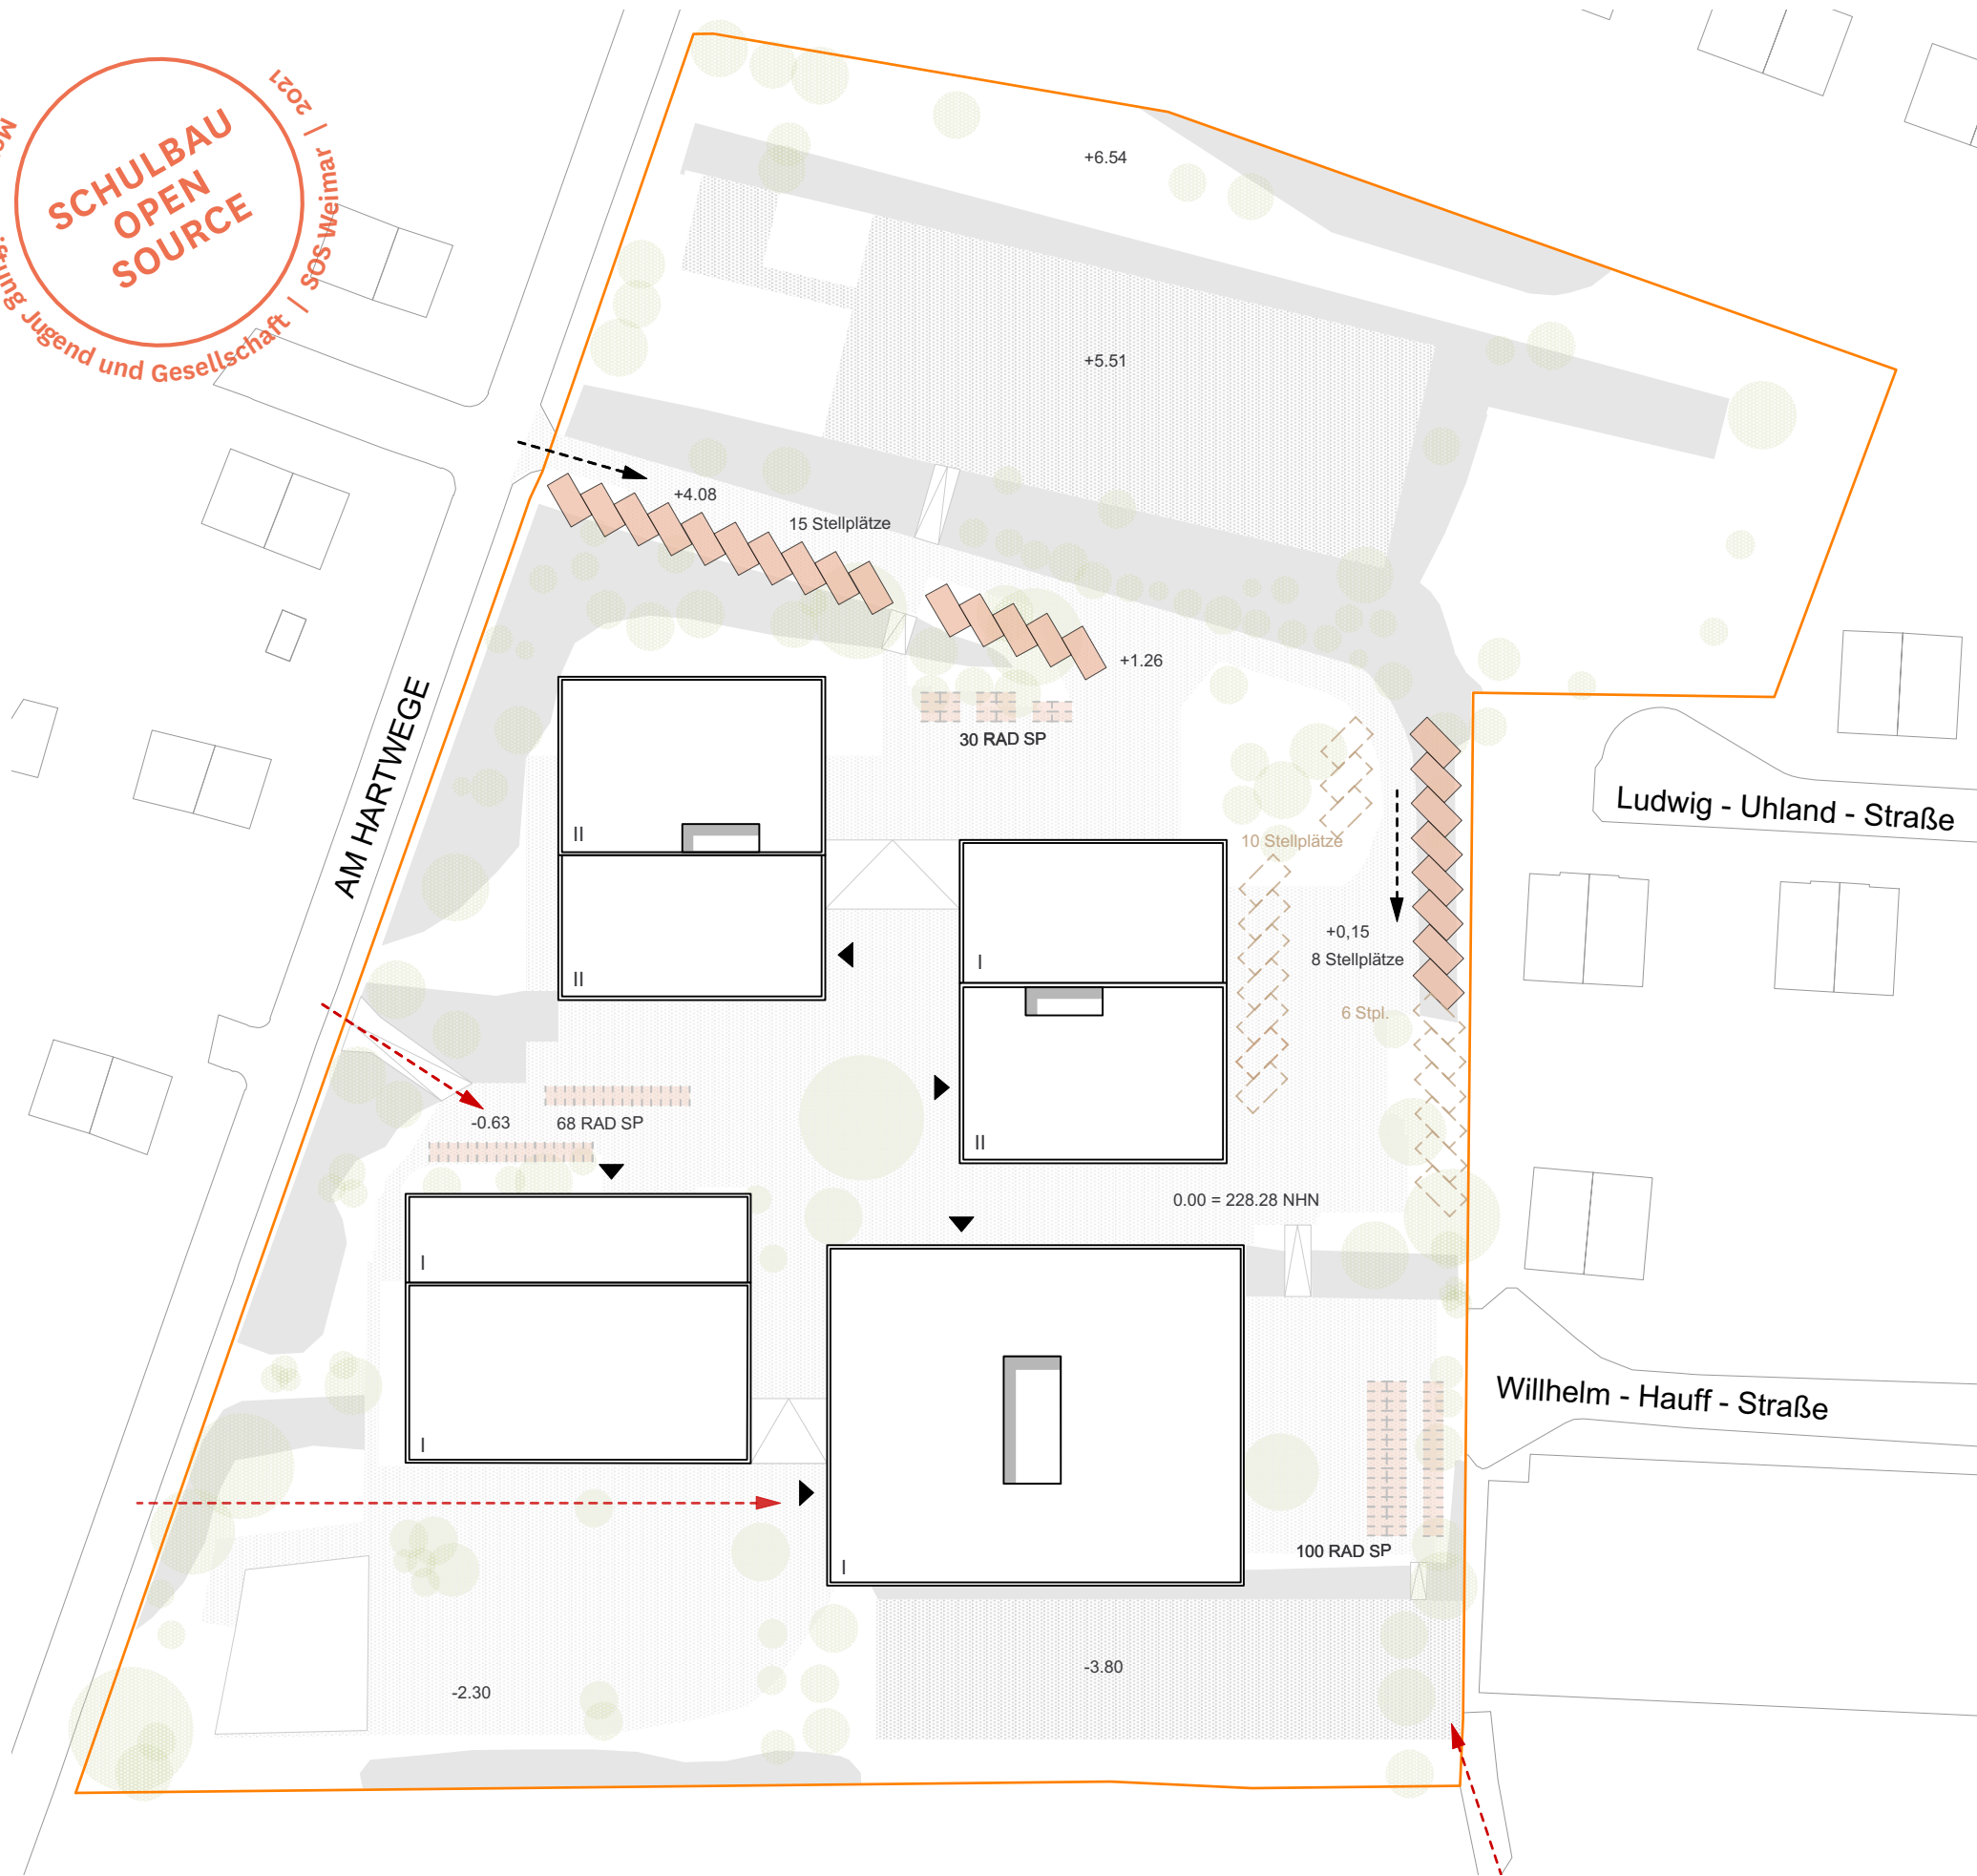 SCHULBAU
OPEN
SOURCE
Jugend und Gesellschaft | SOS Weimar | 2021
+6.54
+5.51
+4.08
15 Stellplätze
+1.26
30 RAD SP
AM HARTWEGE
Ludwig - Uhland - Straße
10 Stellplätze
II
II
I
+0,15
8 Stellplätze
6 Stpl.
-0.63
68 RAD SP
II
0.00 = 228.28 NHN
I
Willhelm - Hauff - Straße
I
100 RAD SP
I
-3.80
-2.30